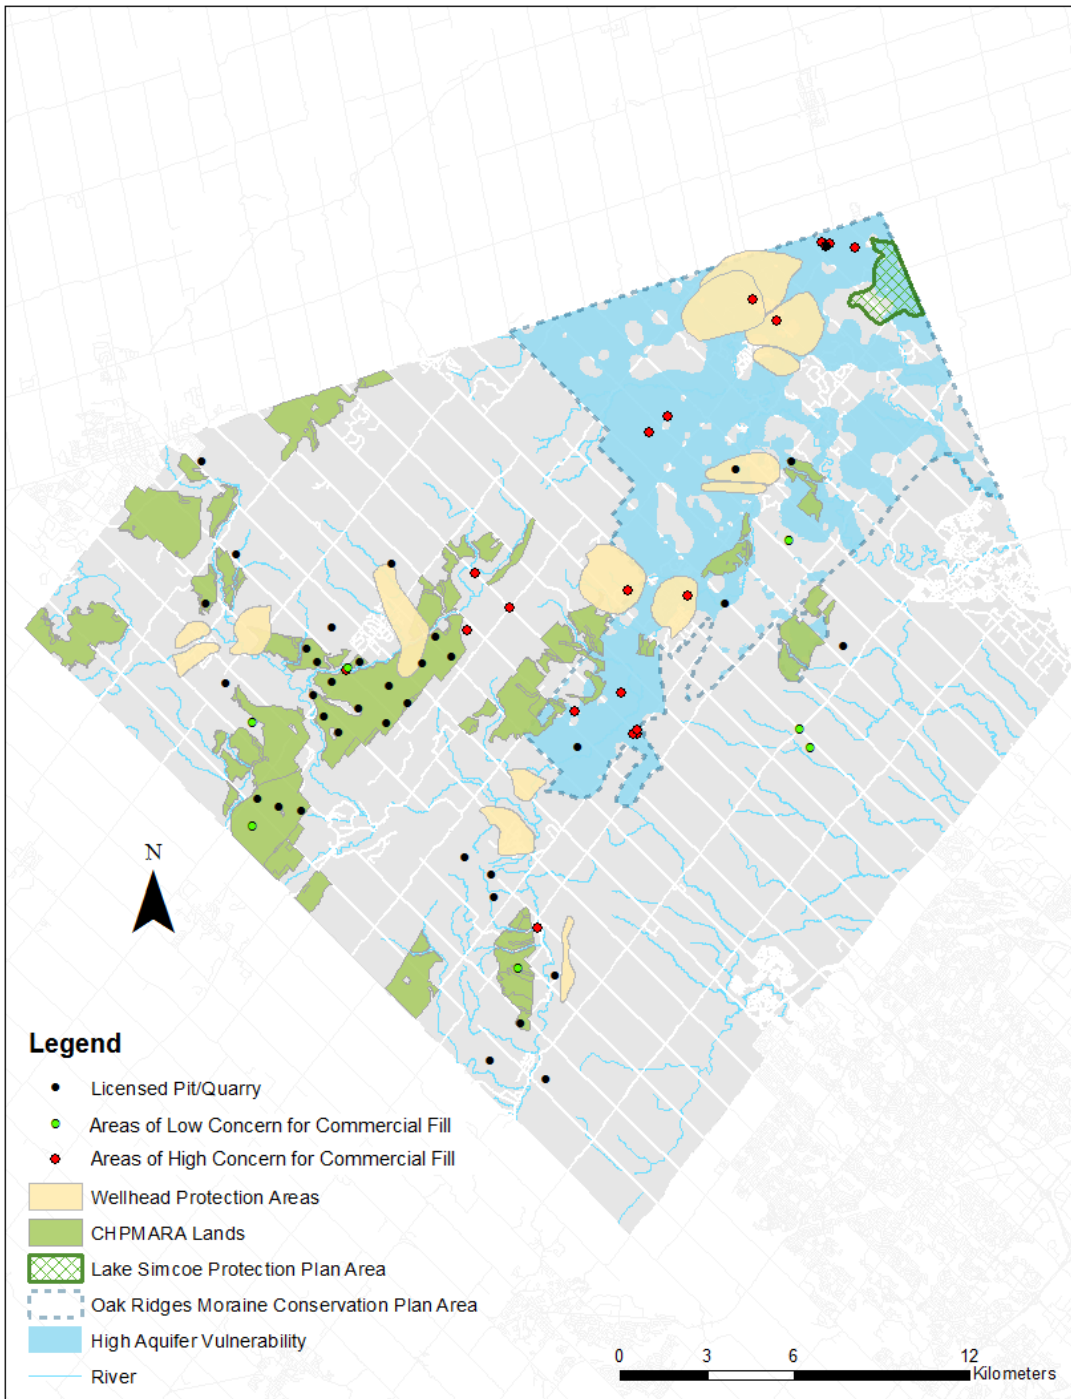 N
Legend
Licensed Pit/Quarry
Areas of Low Concern for Commercial Fill
Areas of High Concern for Commercial Fill
Wellhead Protection Areas
CHPMARA Lands
Lake Simcoe Protection Plan Area
Oak Ridges Moraine Conservation Plan Area
High Aquifer Vulnerability
River
0 3 6 12
Kilometers